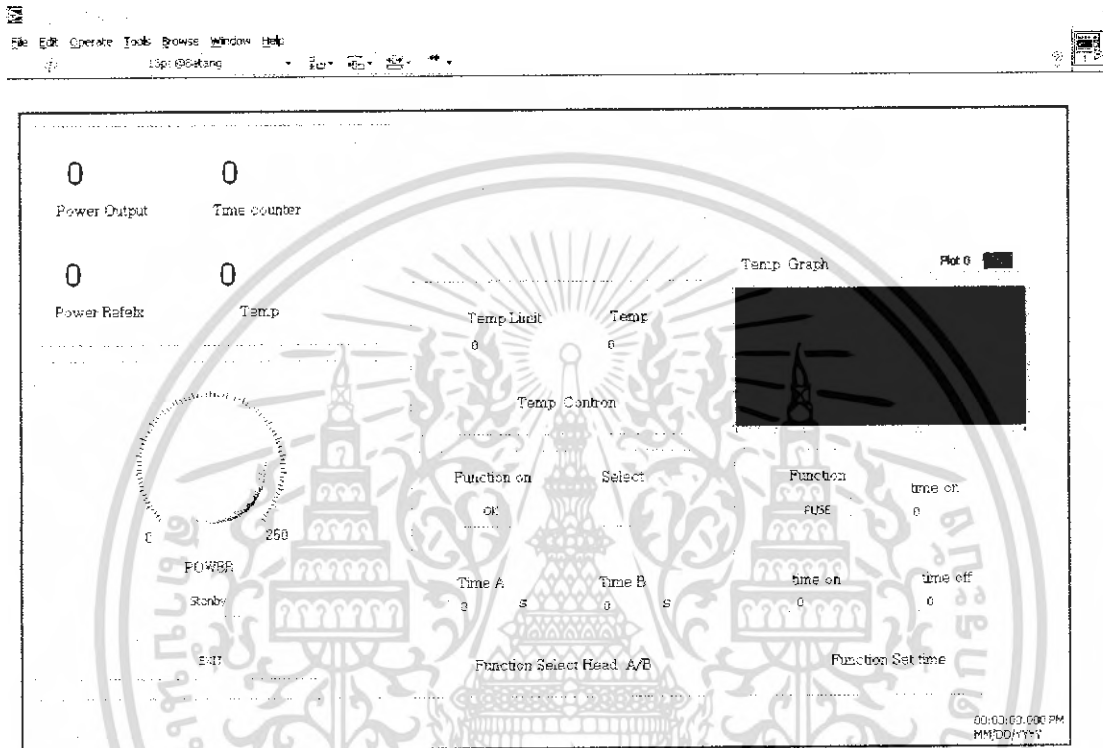 File Edit Operate Tools Browse Window Help
0 0
Power Output Time counter
0 0
Power Refelx Temp
Temp Graph Plot 0
Temp Limit Temp
0 0
Temp Contron
Function on Select
OK
Function time on
PUSE 0
0 250
POWER
Stanby
EXIT
Time A Time B
0 S 0 S
time on time off
0 0
Function Select Head A/B
Function Set time
00:00:00.000 PM
MM/DD/YYYY